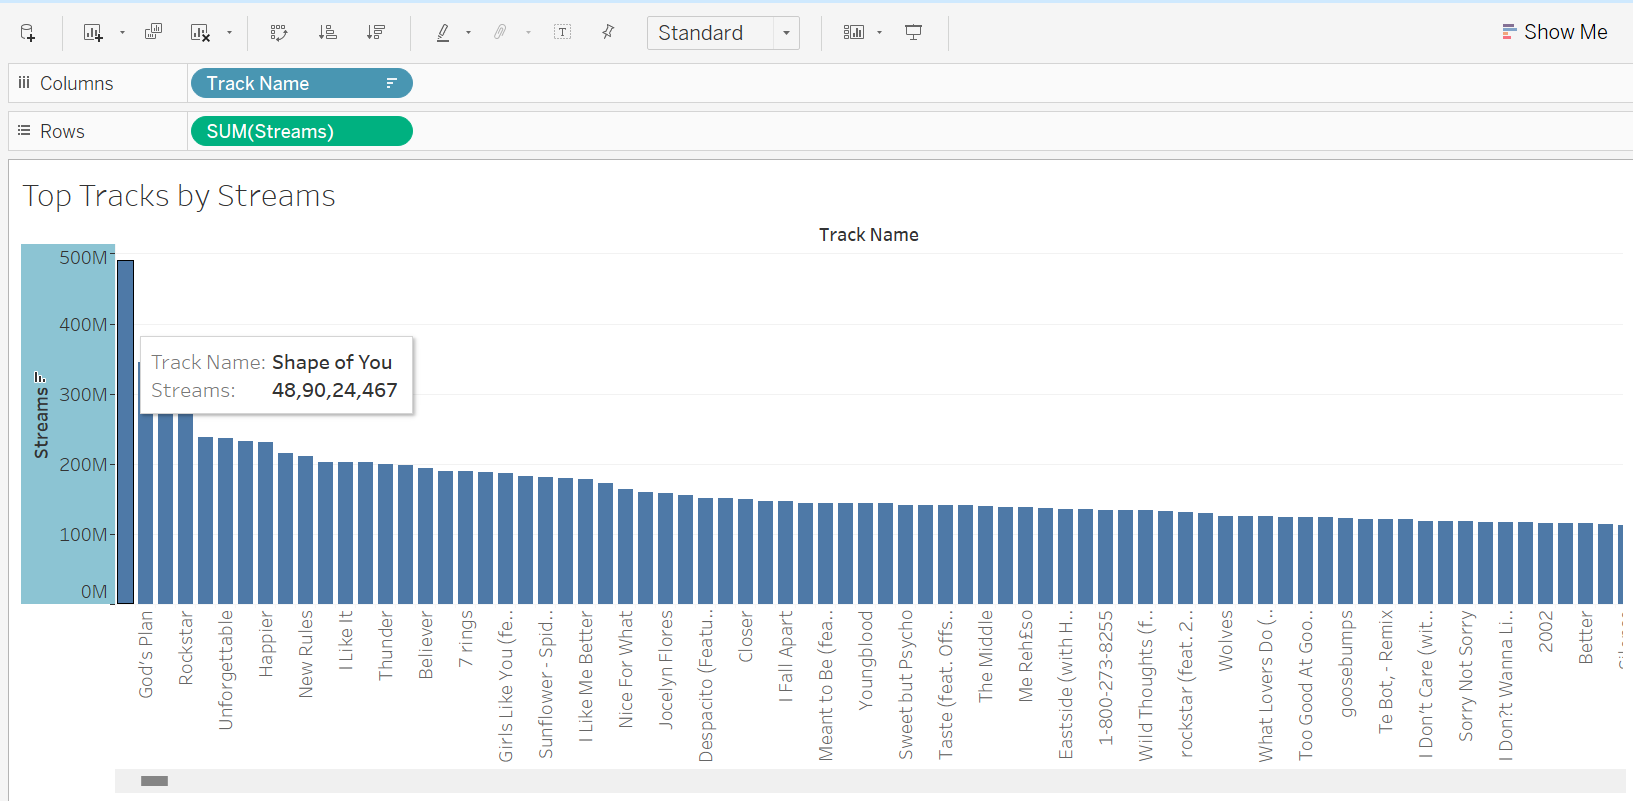 Standard
Show Me
Columns
Track Name
Rows
SUM(Streams)
Top Tracks by Streams
Track Name
Streams
500M
400M
300M
200M
100M
0M
Track Name: Shape of You
Streams: 48,90,24,467
God's Plan
Rockstar
Unforgettable
Happier
New Rules
I Like It
Thunder
Believer
7 rings
Girls Like You (fe..
Sunflower - Spid..
I Like Me Better
Nice For What
Jocelyn Flores
Despacito (Featu..
Closer
I Fall Apart
Meant to Be (fea..
Youngblood
Sweet but Psycho
Taste (feat. Offs..
The Middle
Me Reh£so
Eastside (with H..
1-800-273-8255
Wild Thoughts (f..
rockstar (feat. 2..
Wolves
What Lovers Do (..
Too Good At Goo..
goosebumps
Te Bot‚ - Remix
I Don't Care (wit..
Sorry Not Sorry
I Don?t Wanna Li..
2002
Better